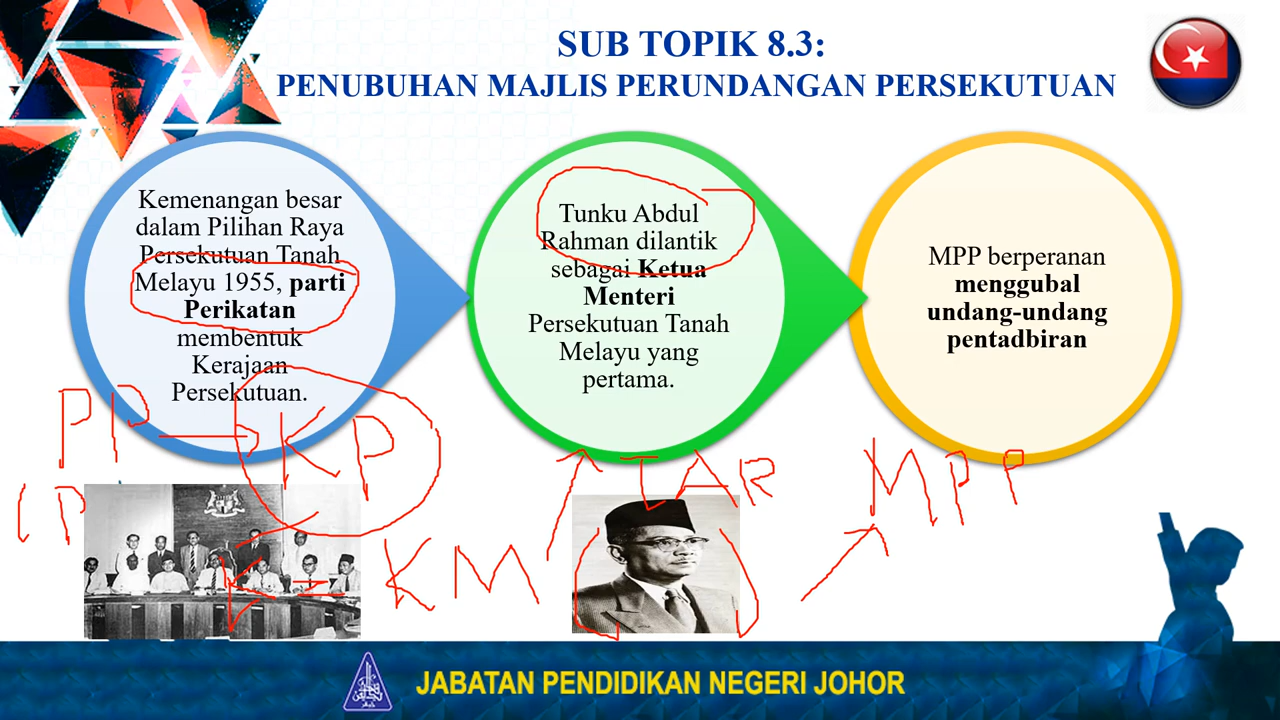 SUB TOPIK 8.3:
PENUBUHAN MAJLIS PERUNDANGAN PERSEKUTUAN
Kemenangan besar
dalam Pilihan Raya
Persekutuan Tanah
Melayu 1955, parti
Perikatan
membentuk
Kerajaan
Persekutuan.
Tunku Abdul
Rahman dilantik
sebagai Ketua
Menteri
Persekutuan Tanah
Melayu yang
pertama.
MPP berperanan
menggubal
undang-undang
pentadbiran
PP
KP
KM
TAR
MPP
JABATAN PENDIDIKAN NEGERI JOHOR